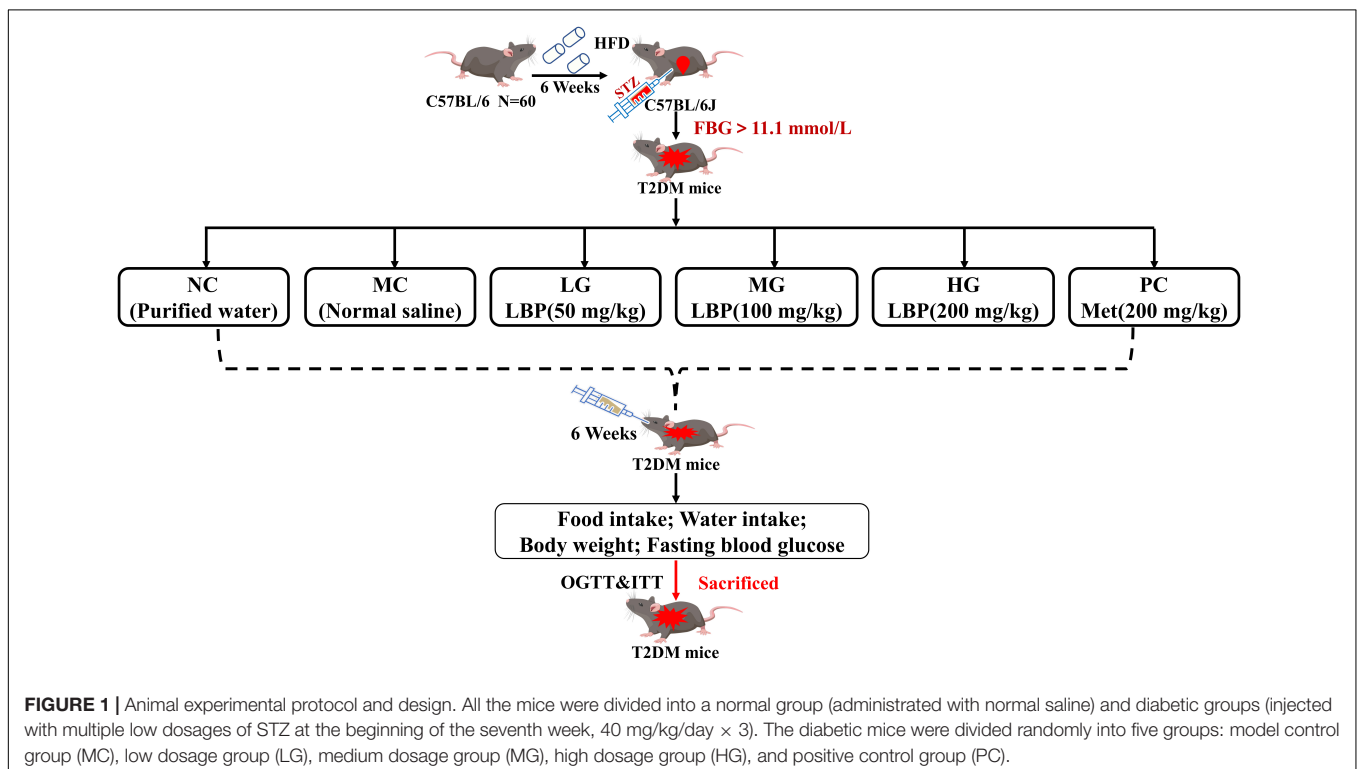 HFD
6 Weeks
C57BL/6 N=60
STZ
C57BL/6J
FBG > 11.1 mmol/L
T2DM mice
NC
(Purified water)
MC
(Normal saline)
LG
LBP(50 mg/kg)
MG
LBP(100 mg/kg)
HG
LBP(200 mg/kg)
PC
Met(200 mg/kg)
6 Weeks
T2DM mice
Food intake; Water intake;
Body weight; Fasting blood glucose
OGTT&ITT
Sacrificed
T2DM mice
FIGURE 1 | Animal experimental protocol and design. All the mice were divided into a normal group (administrated with normal saline) and diabetic groups (injected
with multiple low dosages of STZ at the beginning of the seventh week, 40 mg/kg/day × 3). The diabetic mice were divided randomly into five groups: model control
group (MC), low dosage group (LG), medium dosage group (MG), high dosage group (HG), and positive control group (PC).